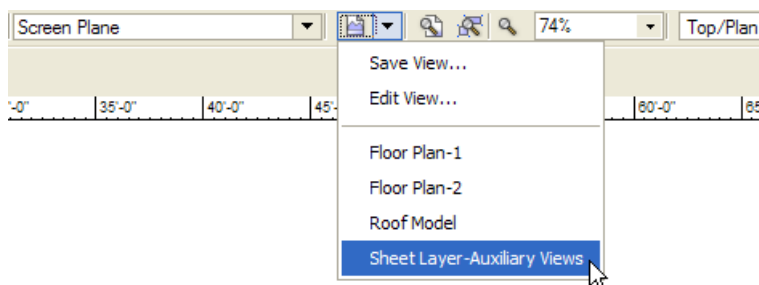 Screen Plane 74% Top/Plan
Save View...
Edit View...
'-0" 35'-0" 40'-0" 45'- 60'-0" 65
Floor Plan-1
Floor Plan-2
Roof Model
Sheet Layer-Auxiliary Views